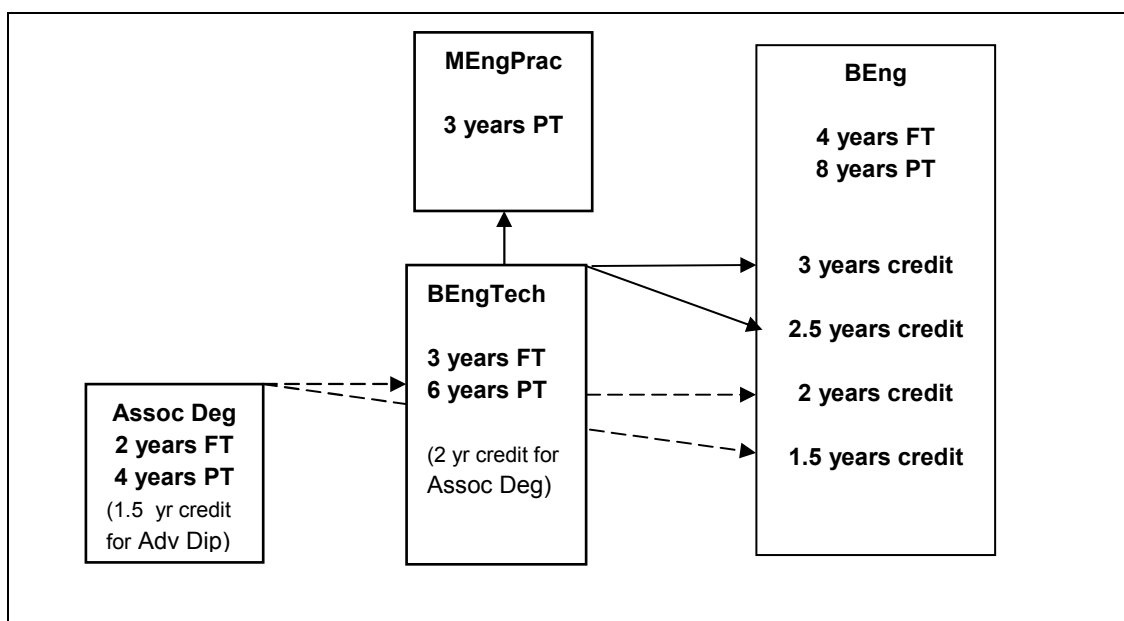 MEngPrac
3 years PT
BEng
4 years FT
8 years PT
3 years credit
2.5 years credit
2 years credit
1.5 years credit
BEngTech
3 years FT
6 years PT
(2 yr credit for
Assoc Deg)
Assoc Deg
2 years FT
4 years PT
(1.5 yr credit
for Adv Dip)